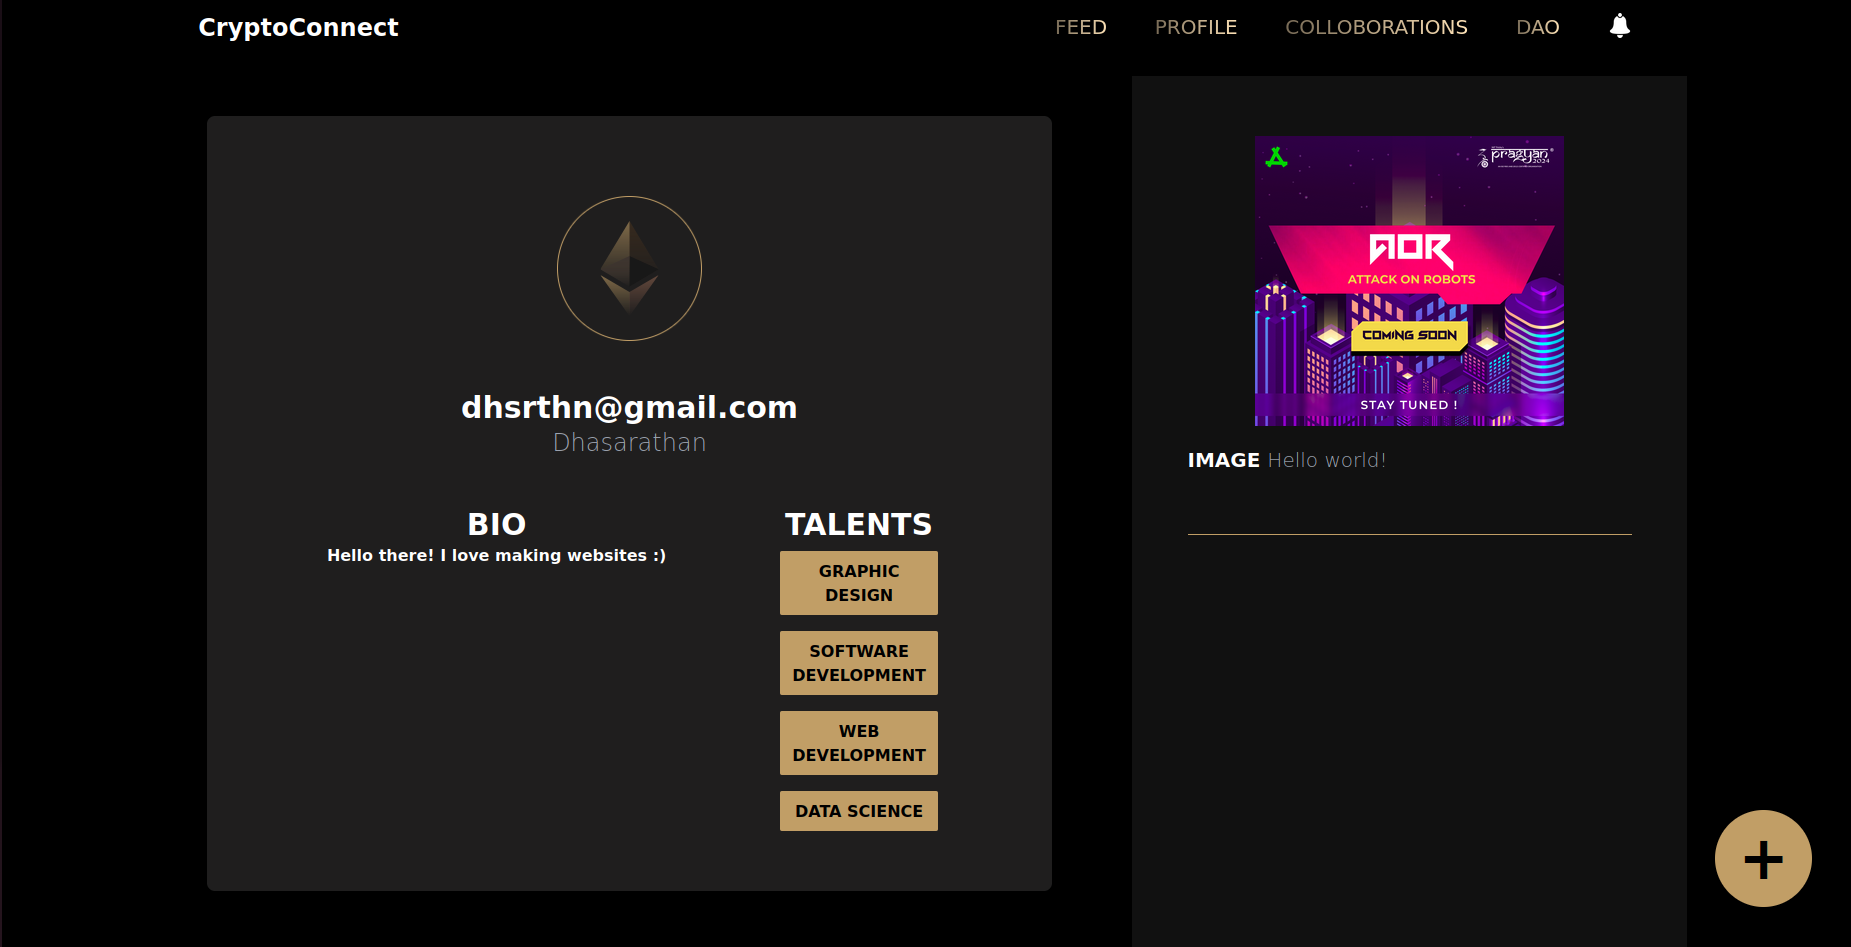 CryptoConnect
FEED PROFILE COLLOBORATIONS DAO
dhsrthn@gmail.com
Dhasarathan
BIO
Hello there! I love making websites :)
TALENTS
GRAPHIC
DESIGN
SOFTWARE
DEVELOPMENT
WEB
DEVELOPMENT
DATA SCIENCE
pragyan
2024
AOR
ATTACK ON ROBOTS
COMING SOON
STAY TUNED !
IMAGE Hello world!
+